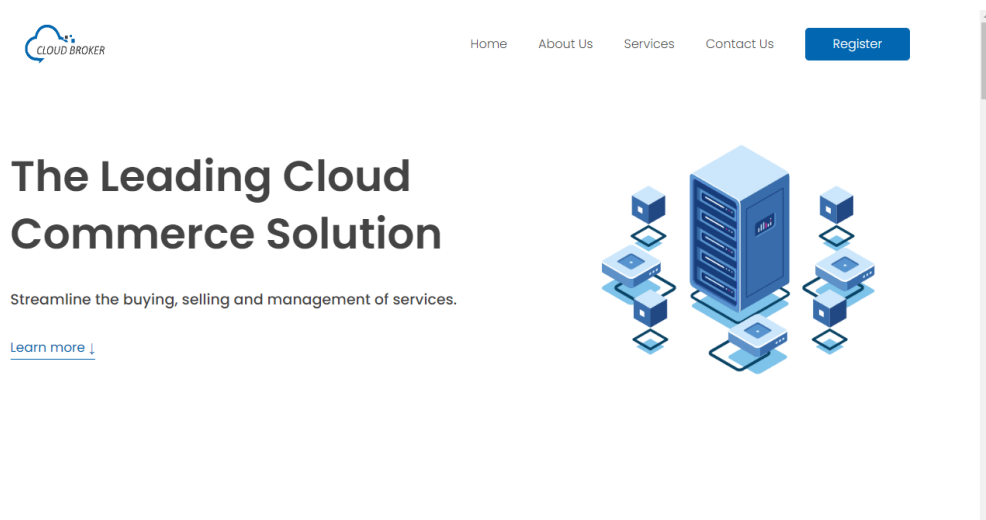 CLOUD BROKER
Home About Us Services Contact Us Register
The Leading Cloud
Commerce Solution
Streamline the buying, selling and management of services.
Learn more ↓